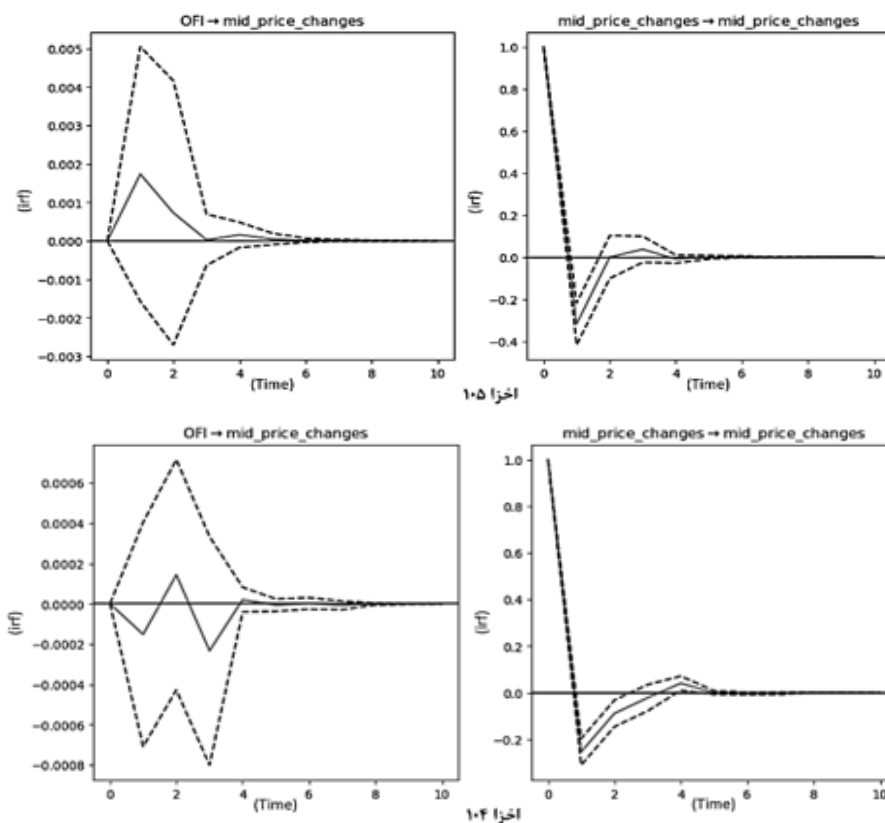 OFI → mid_price_changes
mid_price_changes → mid_price_changes
0.005
0.004
0.003
0.002
0.001
0.000
−0.001
−0.002
−0.003
(irf)
0 2 4 6 8 10
(Time)
1.0
0.8
0.6
0.4
0.2
0.0
−0.2
−0.4
(irf)
0 2 4 6 8 10
(Time)
اخزا ۱۰۵
OFI → mid_price_changes
mid_price_changes → mid_price_changes
0.0006
0.0004
0.0002
0.0000
−0.0002
−0.0004
−0.0006
−0.0008
(irf)
0 2 4 6 8 10
(Time)
1.0
0.8
0.6
0.4
0.2
0.0
−0.2
(irf)
0 2 4 6 8 10
(Time)
اخزا ۱۰۴